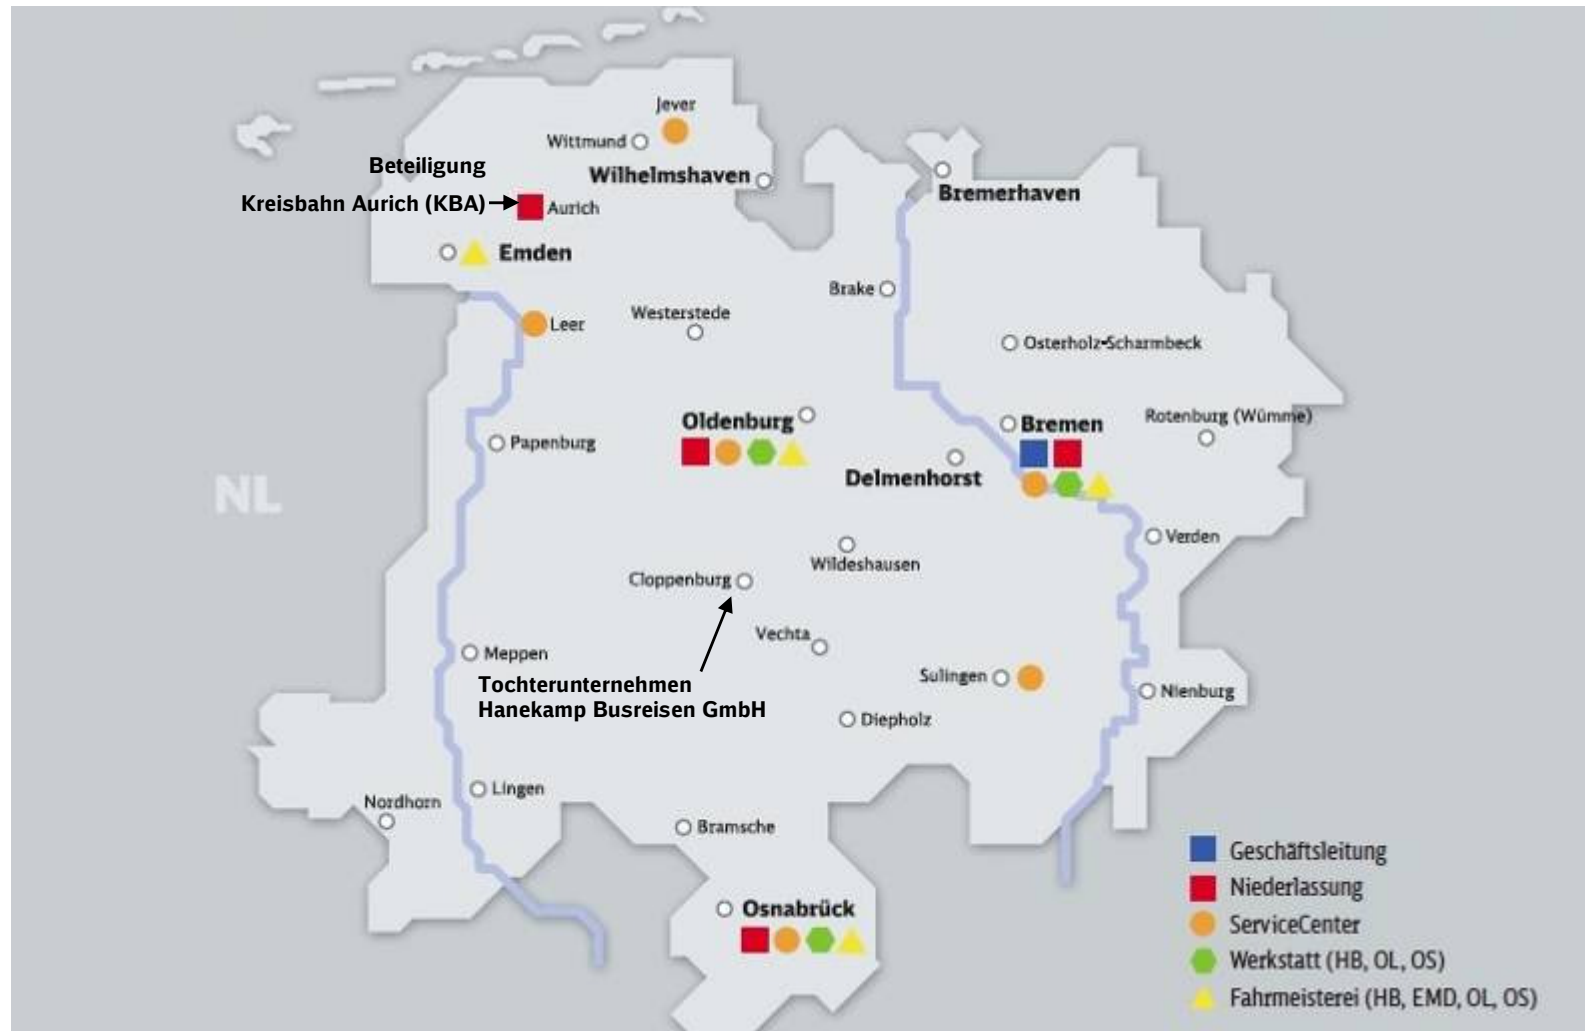 Jever
Wittmund
Beteiligung
Wilhelmshaven
Bremerhaven
Kreisbahn Aurich (KBA)
Aurich
Emden
Brake
Westerstede
Leer
Osterholz-Scharmbeck
Oldenburg
Bremen
Rotenburg (Wümme)
Papenburg
Delmenhorst
NL
Verden
Wildeshausen
Cloppenburg
Vechta
Meppen
Sulingen
Tochterunternehmen
Hanekamp Busreisen GmbH
Nienburg
Diepholz
Lingen
Nordhorn
Bramsche
Osnabrück
Geschäftsleitung
Niederlassung
ServiceCenter
Werkstatt (HB, OL, OS)
Fahrmeisterei (HB, EMD, OL, OS)